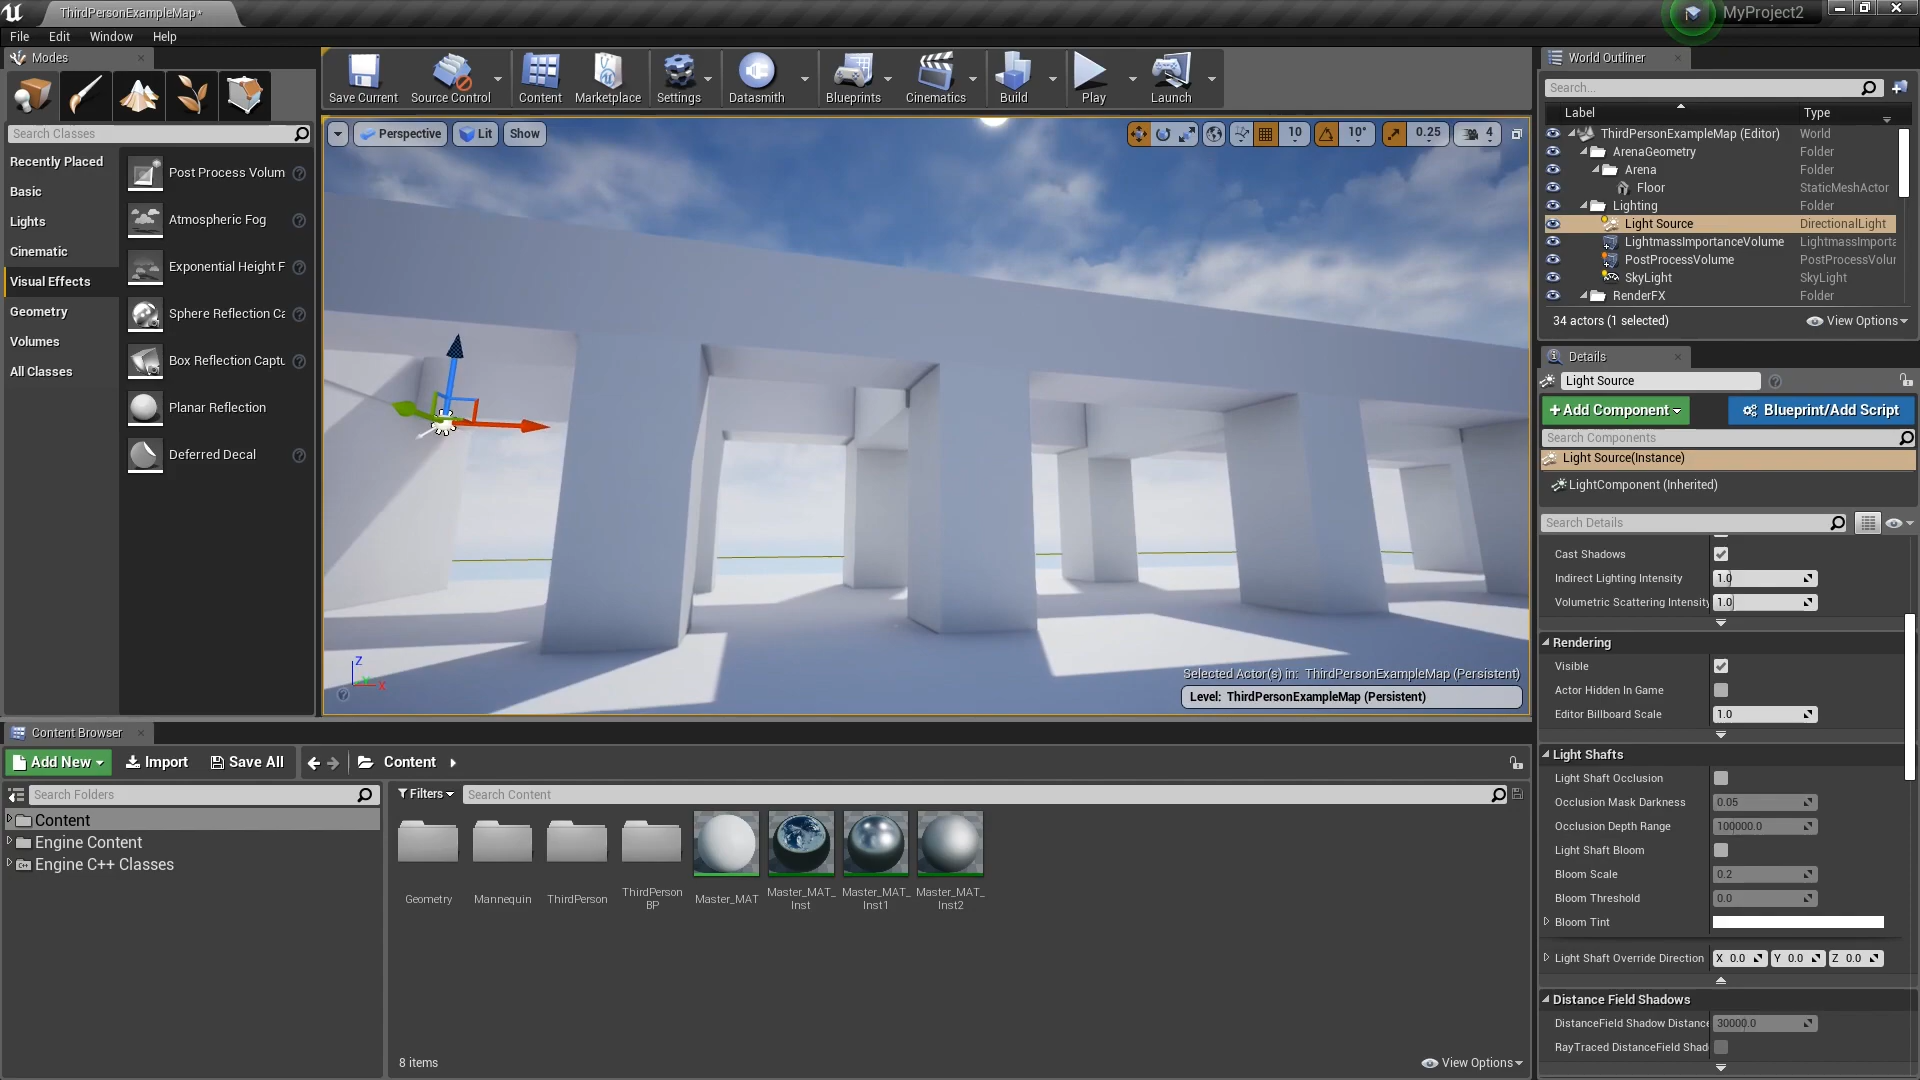 ThirdPersonExampleMap*
MyProject2
File Edit Window Help
Modes
Search Classes
Recently Placed
Basic
Lights
Cinematic
Visual Effects
Geometry
Volumes
All Classes
Post Process Volum
Atmospheric Fog
Exponential Height F
Sphere Reflection Ca
Box Reflection Captu
Planar Reflection
Deferred Decal
Save Current Source Control Content Marketplace Settings Datasmith Blueprints Cinematics Build Play Launch
Perspective Lit Show
10 10° 0.25 4
Z
X
Selected Actor(s) in: ThirdPersonExampleMap (Persistent)
Level: ThirdPersonExampleMap (Persistent)
World Outliner
Search...
Label Type
ThirdPersonExampleMap (Editor) World
ArenaGeometry Folder
Arena Folder
Floor StaticMeshActor
Lighting Folder
Light Source DirectionalLight
LightmassImportanceVolume LightmassImporta
PostProcessVolume PostProcessVolur
SkyLight SkyLight
RenderFX Folder
34 actors (1 selected) View Options
Details
Light Source
+Add Component Blueprint/Add Script
Search Components
Light Source(Instance)
LightComponent (Inherited)
Search Details
Cast Shadows
Indirect Lighting Intensity 1.0
Volumetric Scattering Intensity 1.0
Rendering
Visible
Actor Hidden In Game
Editor Billboard Scale 1.0
Light Shafts
Light Shaft Occlusion
Occlusion Mask Darkness 0.05
Occlusion Depth Range 100000.0
Light Shaft Bloom
Bloom Scale 0.2
Bloom Threshold 0.0
Bloom Tint
Light Shaft Override Direction X 0.0 Y 0.0 Z 0.0
Distance Field Shadows
DistanceField Shadow Distance 30000.0
RayTraced DistanceField Shad
Content Browser
Add New Import Save All Content
Search Folders
Content
Engine Content
Engine C++ Classes
Filters Search Content
Geometry
Mannequin
ThirdPerson
ThirdPerson
BP
Master_MAT
Master_MAT_
Inst
Master_MAT_
Inst1
Master_MAT_
Inst2
8 items View Options